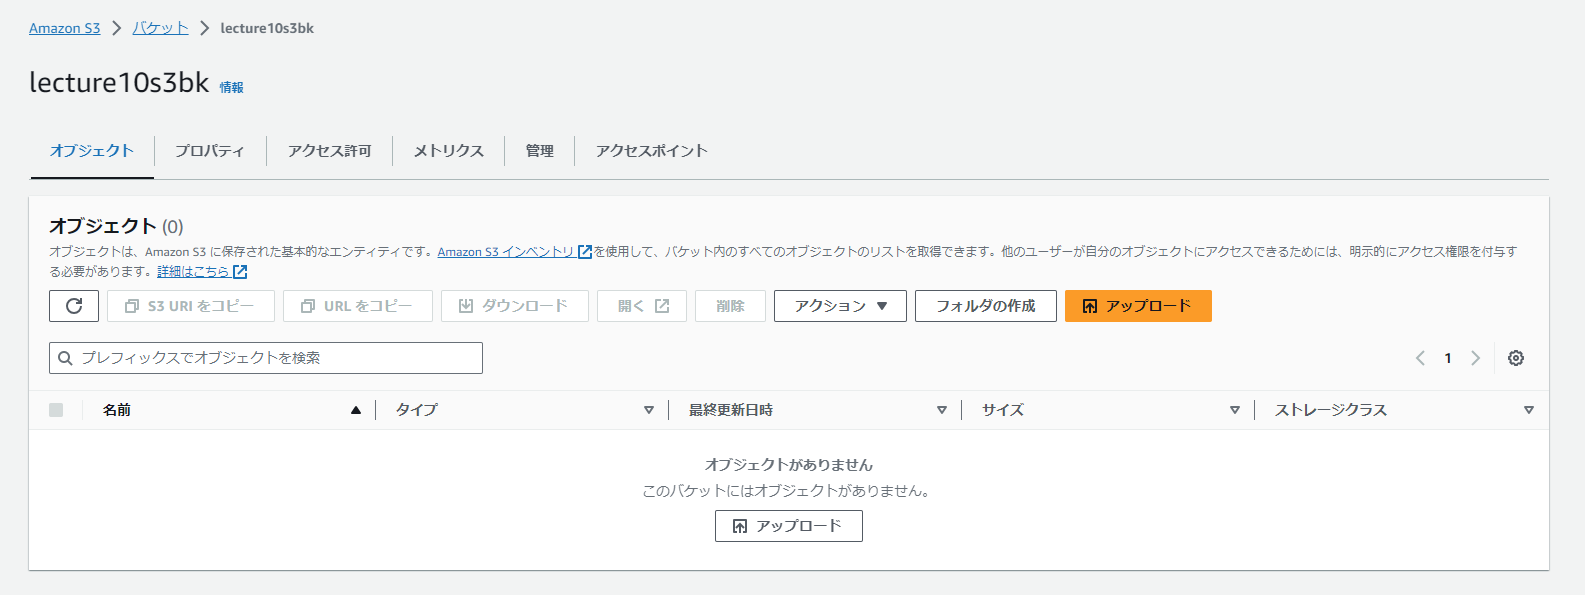 Amazon S3 > バケット > lecture10s3bk
lecture10s3bk 情報
オブジェクト プロパティ アクセス許可 メトリクス 管理 アクセスポイント
オブジェクト (0)
オブジェクトは、Amazon S3 に保存された基本的なエンティティです。Amazon S3 インベントリ を使用して、バケット内のすべてのオブジェクトのリストを取得できます。他のユーザーが自分のオブジェクトにアクセスできるためには、明示的にアクセス権限を付与す
る必要があります。詳細はこちら
S3 URI をコピー URL をコピー ダウンロード 開く 削除 アクション ▼ フォルダの作成 アップロード
プレフィックスでオブジェクトを検索 < 1 >
名前 ▲ タイプ ▽ 最終更新日時 ▽ サイズ ▽ ストレージクラス ▽
オブジェクトがありません
このバケットにはオブジェクトがありません。
アップロード